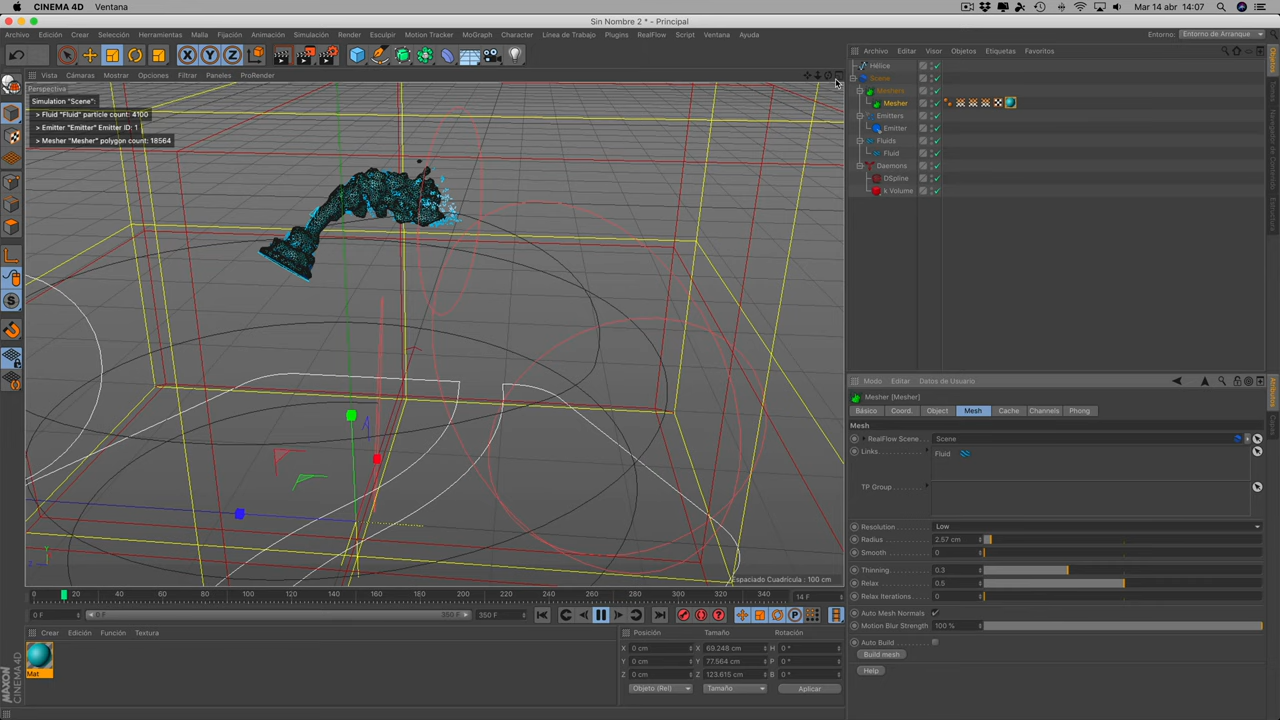 CINEMA 4D Ventana
Mar 14 abr 14:07
Sin Nombre 2 * - Principal
Archivo Editar Crear Seleccionar Herramientas Malla Fijación Animación Simulación Render Esculpir Motion Tracker MoGraph Character Línea de Tiempo Plugins RealFlow Script Ventana Ayuda
Entorno: Entorno de Arranque
Vista Cámaras Mostrar Opciones Filtrar Paneles ProRender
Archivo Editar Visor Objetos Etiquetas Favoritos
Perspectiva
Simulation "Scene":
> Fluid "Fluid" particle count: 4100
> Emitter "Emitter" Emitter ID: 1
> Mesher "Mesher" polygon count: 18564
Hélice
Scene
Meshers
Mesher
Emitters
Emitter
Fluids
Fluid
Daemons
DSpline
k Volume
Espaciado Cuadrícula : 100 cm
Modo Editar Datos de Usuario
Mesher [Mesher]
Básico Coord. Object Mesh Cache Channels Phong
Mesh
RealFlow Scene Scene
Links Fluid
TP Group
Resolution Low
Radius 2.57 cm
Smooth 0
Thinning 0.3
Relax 0.5
Relax Iterations 0
Auto Mesh Normals
Motion Blur Strength 100 %
Auto Build
Build mesh
Help
0 20 40 60 80 100 120 140 160 180 200 220 240 260 280 300 320 340
14 F
0 F 0 F 350 F 350 F
Crear Edición Función Textura
Mat
Posición Tamaño Rotación
X 0 cm X 69.248 cm H 0 °
Y 0 cm Y 77.564 cm P 0 °
Z 0 cm Z 123.615 cm B 0 °
Objeto (Rel) Tamaño Aplicar
MAXON
CINEMA 4D